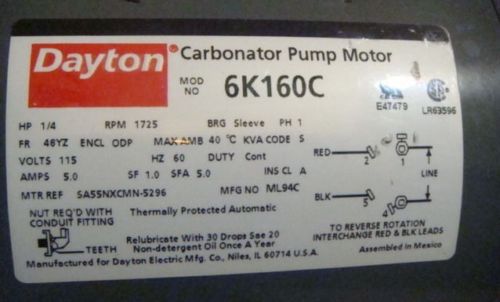 Dayton® Carbonator Pump Motor
MOD NO 6K160C
E47479 LR63596
HP 1/4 RPM 1725 BRG Sleeve PH 1
FR 46YZ ENCL ODP MAX AMB 40 °C KVA CODE S
VOLTS 115 HZ 60 DUTY Cont
AMPS 5.0 SF 1.0 SFA 5.0 INS CL A
MTR REF SA55NXCMN-5296 MFG NO ML94C
RED 2 1
LINE
BLK 5 4
NUT REQ'D WITH
CONDUIT FITTING
TEETH
Thermally Protected Automatic
Relubricate With 30 Drops Sae 20
Non-detergent Oil Once A Year
TO REVERSE ROTATION
INTERCHANGE RED & BLK LEADS
Manufactured for Dayton Electric Mfg. Co., Niles, IL 60714 U.S.A.
Assembled in Mexico